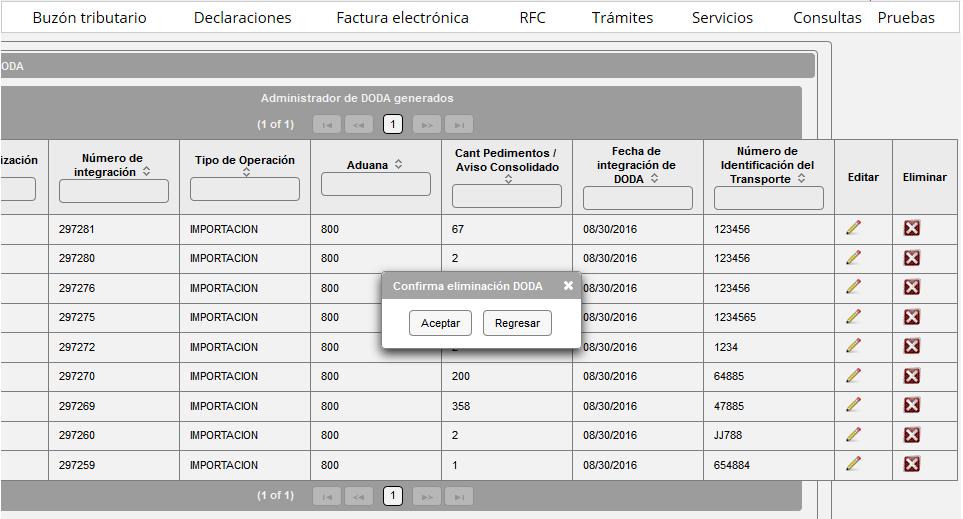 Buzón tributario Declaraciones Factura electrónica RFC Trámites Servicios Consultas Pruebas
DODA
Administrador de DODA generados
(1 of 1) 1
ización Número de integración Tipo de Operación Aduana Cant Pedimentos / Aviso Consolidado Fecha de integración de DODA Número de Identificación del Transporte Editar Eliminar
297281 IMPORTACION 800 67 08/30/2016 123456
297280 IMPORTACION 800 2 08/30/2016 123456
297276 IMPORTACION 800 08/30/2016 123456
297275 IMPORTACION 800 08/30/2016 1234565
297272 IMPORTACION 800 2 08/30/2016 1234
297270 IMPORTACION 800 200 08/30/2016 64885
297269 IMPORTACION 800 358 08/30/2016 47885
297260 IMPORTACION 800 2 08/30/2016 JJ788
297259 IMPORTACION 800 1 08/30/2016 654884
Confirma eliminación DODA
Aceptar Regresar
(1 of 1) 1